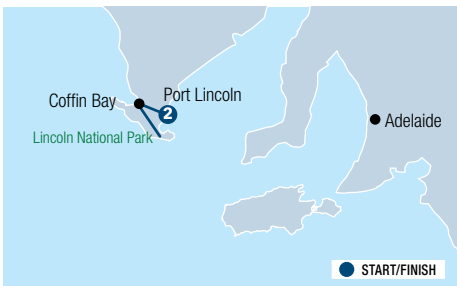 Port Lincoln
Coffin Bay
2
Adelaide
Lincoln National Park
START/FINISH